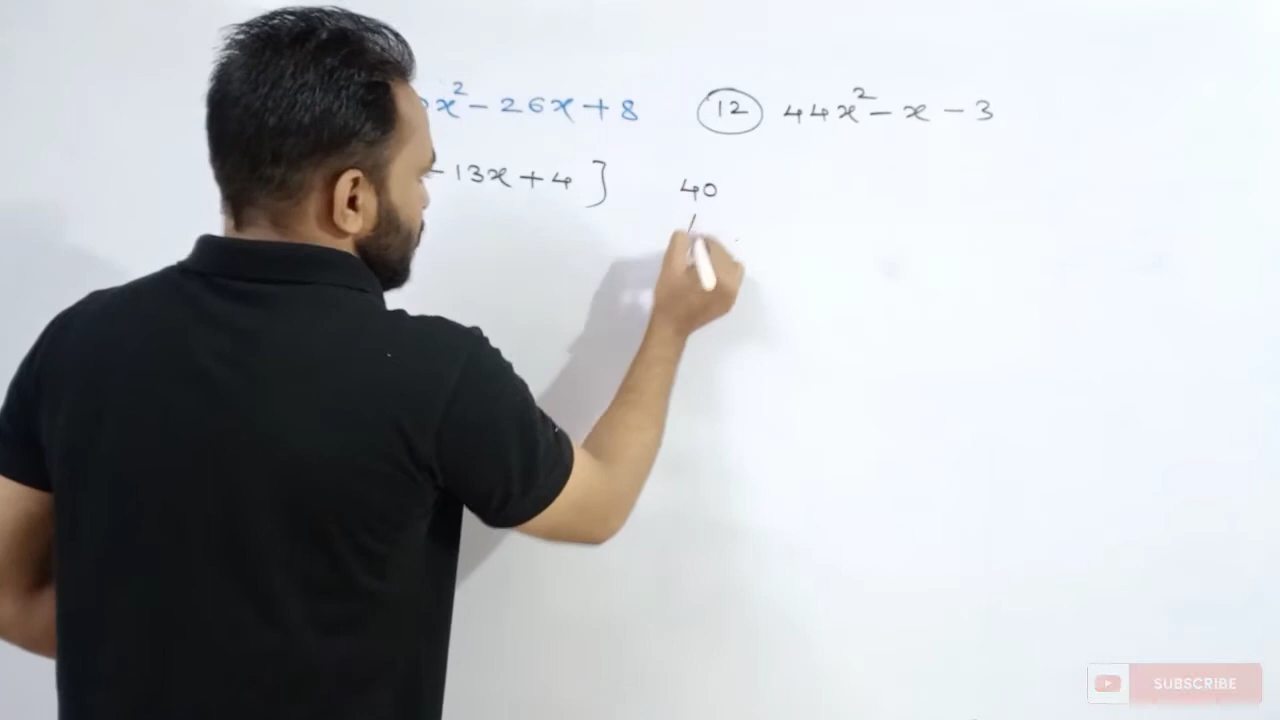 x² - 26x + 8
- 13x + 4 ]
40
12 44x² - x - 3
SUBSCRIBE